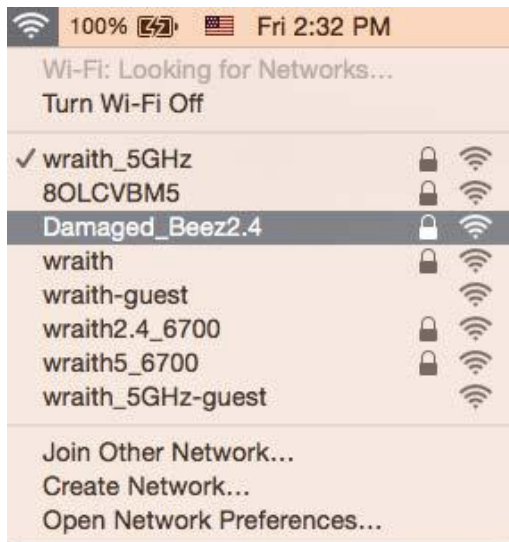 100% Fri 2:32 PM
Wi-Fi: Looking for Networks...
Turn Wi-Fi Off
wraith_5GHz
8OLCVBM5
Damaged_Beez2.4
wraith
wraith-guest
wraith2.4_6700
wraith5_6700
wraith_5GHz-guest
Join Other Network...
Create Network...
Open Network Preferences...